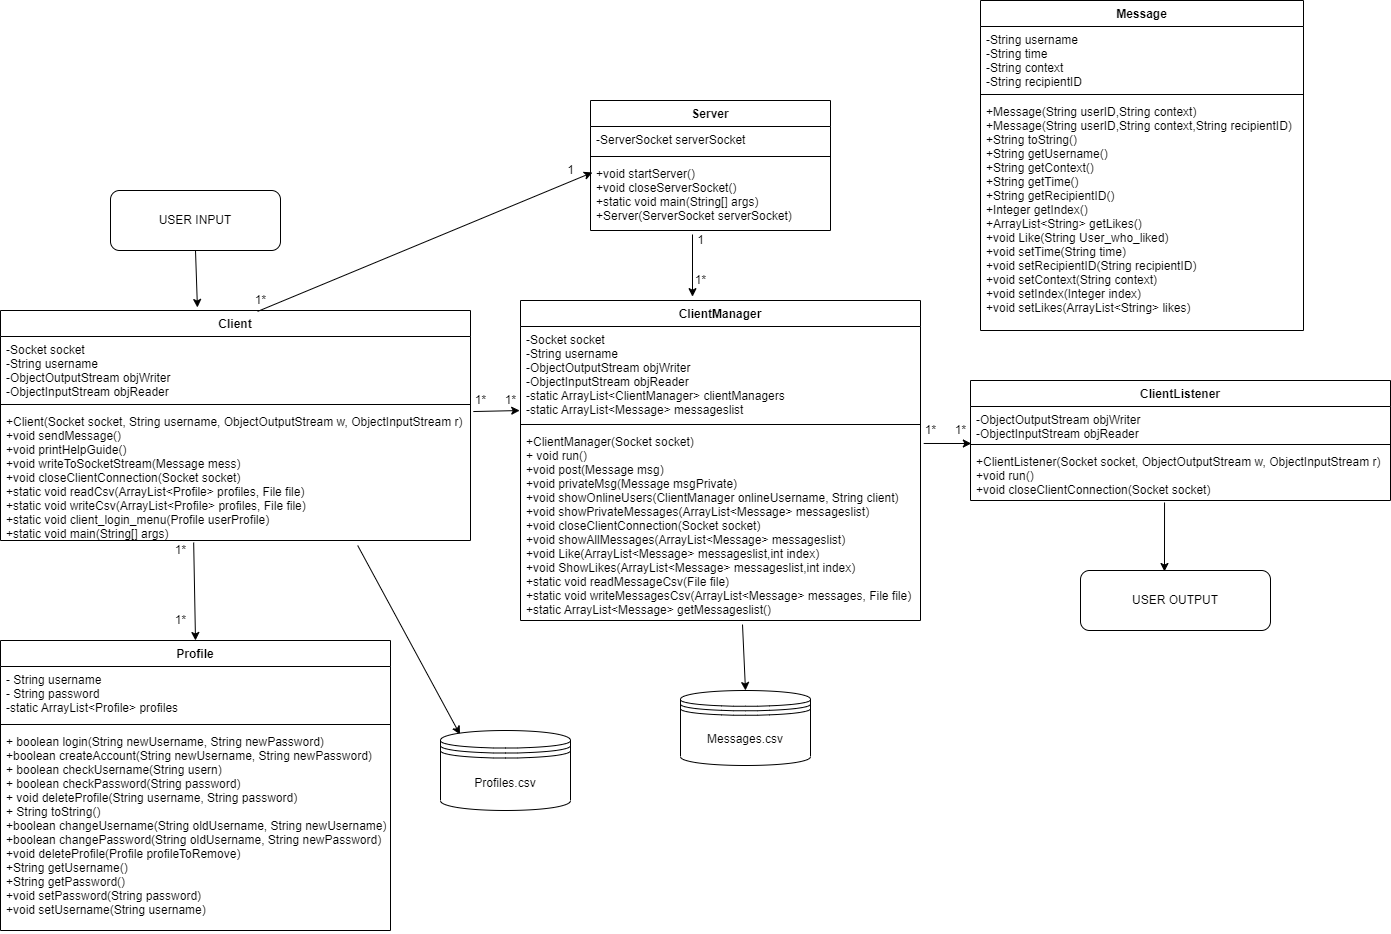 Message
-String username
-String time
-String context
-String recipientID
+Message(String userID,String context)
+Message(String userID,String context,String recipientID)
+String toString()
+String getUsername()
+String getContext()
+String getTime()
+String getRecipientID()
+Integer getIndex()
+ArrayList<String> getLikes()
+void Like(String User_who_liked)
+void setTime(String time)
+void setRecipientID(String recipientID)
+void setContext(String context)
+void setIndex(Integer index)
+void setLikes(ArrayList<String> likes)
Server
-ServerSocket serverSocket
+void startServer()
+void closeServerSocket()
+static void main(String[] args)
+Server(ServerSocket serverSocket)
1
1
1*
1*
USER INPUT
Client
-Socket socket
-String username
-ObjectOutputStream objWriter
-ObjectInputStream objReader
+Client(Socket socket, String username, ObjectOutputStream w, ObjectInputStream r)
+void sendMessage()
+void printHelpGuide()
+void writeToSocketStream(Message mess)
+void closeClientConnection(Socket socket)
+static void readCsv(ArrayList<Profile> profiles, File file)
+static void writeCsv(ArrayList<Profile> profiles, File file)
+static void client_login_menu(Profile userProfile)
+static void main(String[] args)
1*
1*
ClientManager
-Socket socket
-String username
-ObjectOutputStream objWriter
-ObjectInputStream objReader
-static ArrayList<ClientManager> clientManagers
-static ArrayList<Message> messageslist
+ClientManager(Socket socket)
+ void run()
+void post(Message msg)
+void privateMsg(Message msgPrivate)
+void showOnlineUsers(ClientManager onlineUsername, String client)
+void showPrivateMessages(ArrayList<Message> messageslist)
+void closeClientConnection(Socket socket)
+void showAllMessages(ArrayList<Message> messageslist)
+void Like(ArrayList<Message> messageslist,int index)
+void ShowLikes(ArrayList<Message> messageslist,int index)
+static void readMessageCsv(File file)
+static void writeMessagesCsv(ArrayList<Message> messages, File file)
+static ArrayList<Message> getMessageslist()
1*
1*
ClientListener
-ObjectOutputStream objWriter
-ObjectInputStream objReader
+ClientListener(Socket socket, ObjectOutputStream w, ObjectInputStream r)
+void run()
+void closeClientConnection(Socket socket)
USER OUTPUT
1*
1*
Profile
- String username
- String password
-static ArrayList<Profile> profiles
+ boolean login(String newUsername, String newPassword)
+boolean createAccount(String newUsername, String newPassword)
+ boolean checkUsername(String usern)
+ boolean checkPassword(String password)
+ void deleteProfile(String username, String password)
+ String toString()
+boolean changeUsername(String oldUsername, String newUsername)
+boolean changePassword(String oldUsername, String newPassword)
+void deleteProfile(Profile profileToRemove)
+String getUsername()
+String getPassword()
+void setPassword(String password)
+void setUsername(String username)
Profiles.csv
Messages.csv